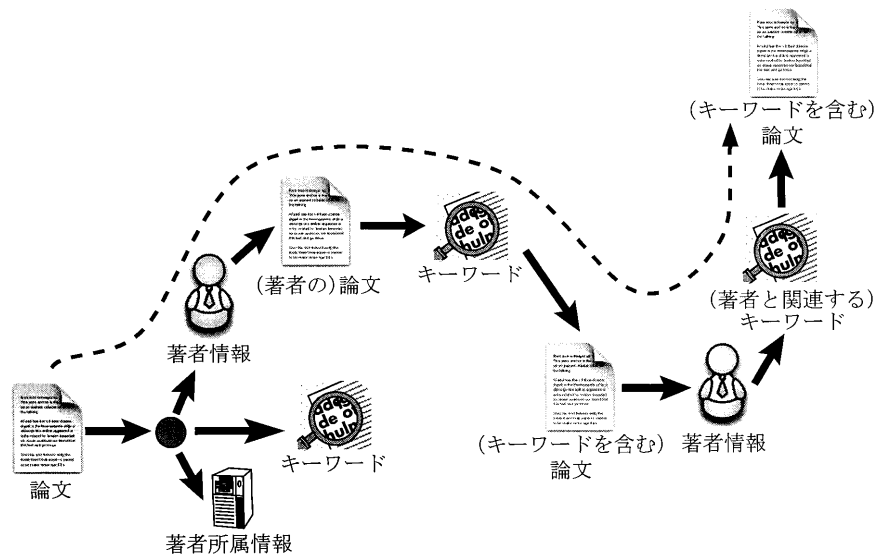 (キーワードを含む)
論文
(著者の)論文
キーワード
(著者と関連する)
キーワード
著者情報
論文
キーワード
著者所属情報
(キーワードを含む)
論文
著者情報